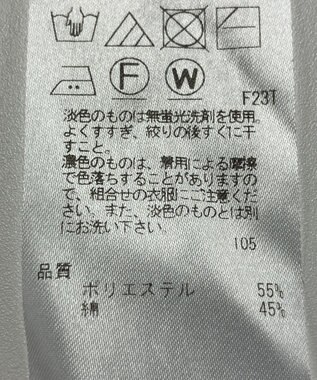 F W
F23T
淡色のものは無蛍光洗剤を使用。
よくすすぎ、絞りの後すぐに干
すこと。
濃色のものは、着用による摩擦
で色落ちすることがありますの
で、組合せの衣服にご注意くだ
さい。また、淡色のものとは別
にお洗い下さい。
105
品質
ポリエステル 55%
綿 45%